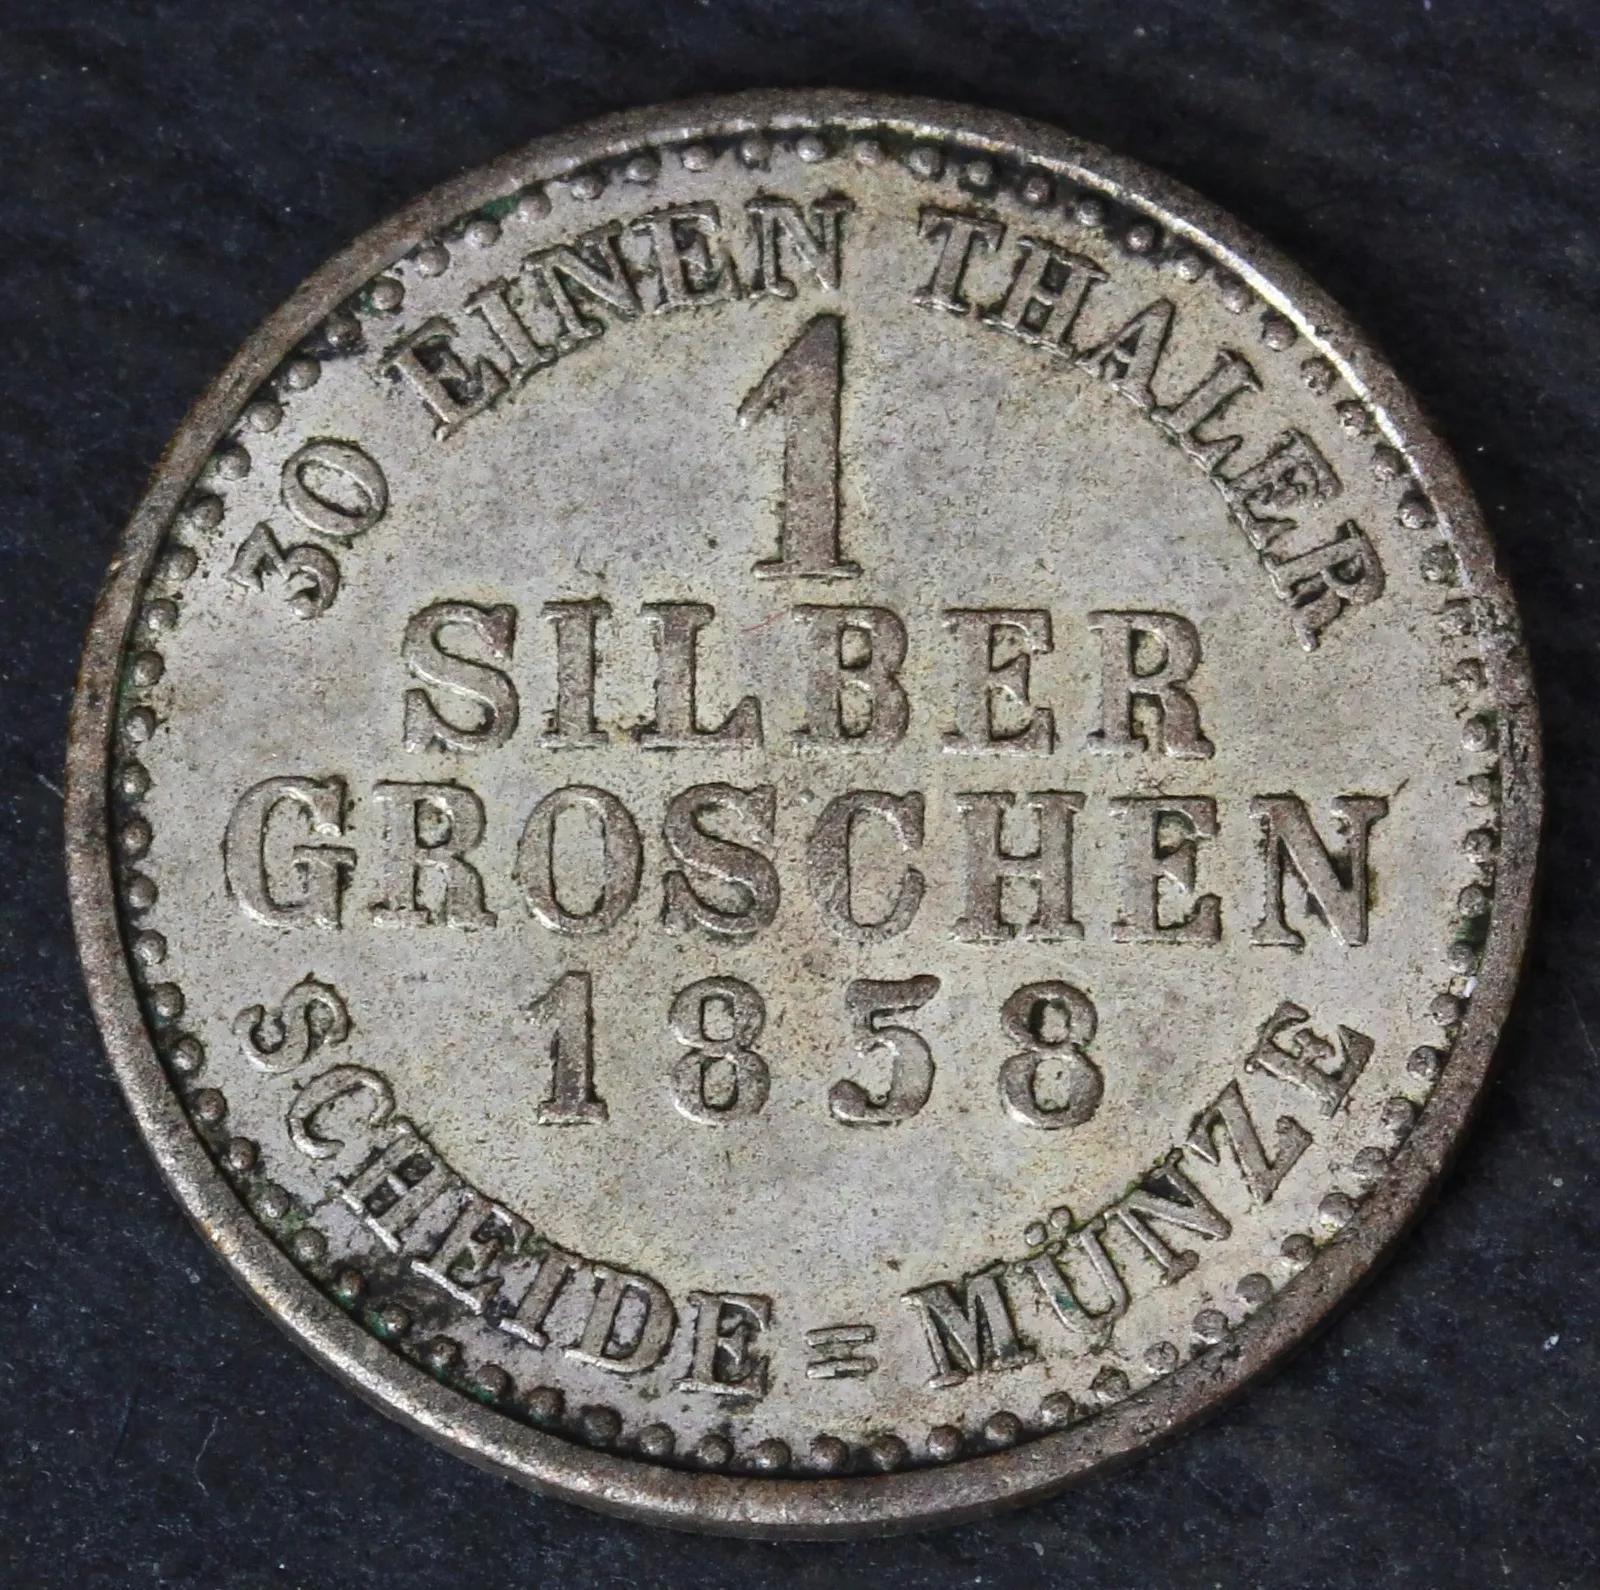 30 EINEN THALER
1
SILBER
GROSCHEN
1858
SCHEIDE = MÜNZE